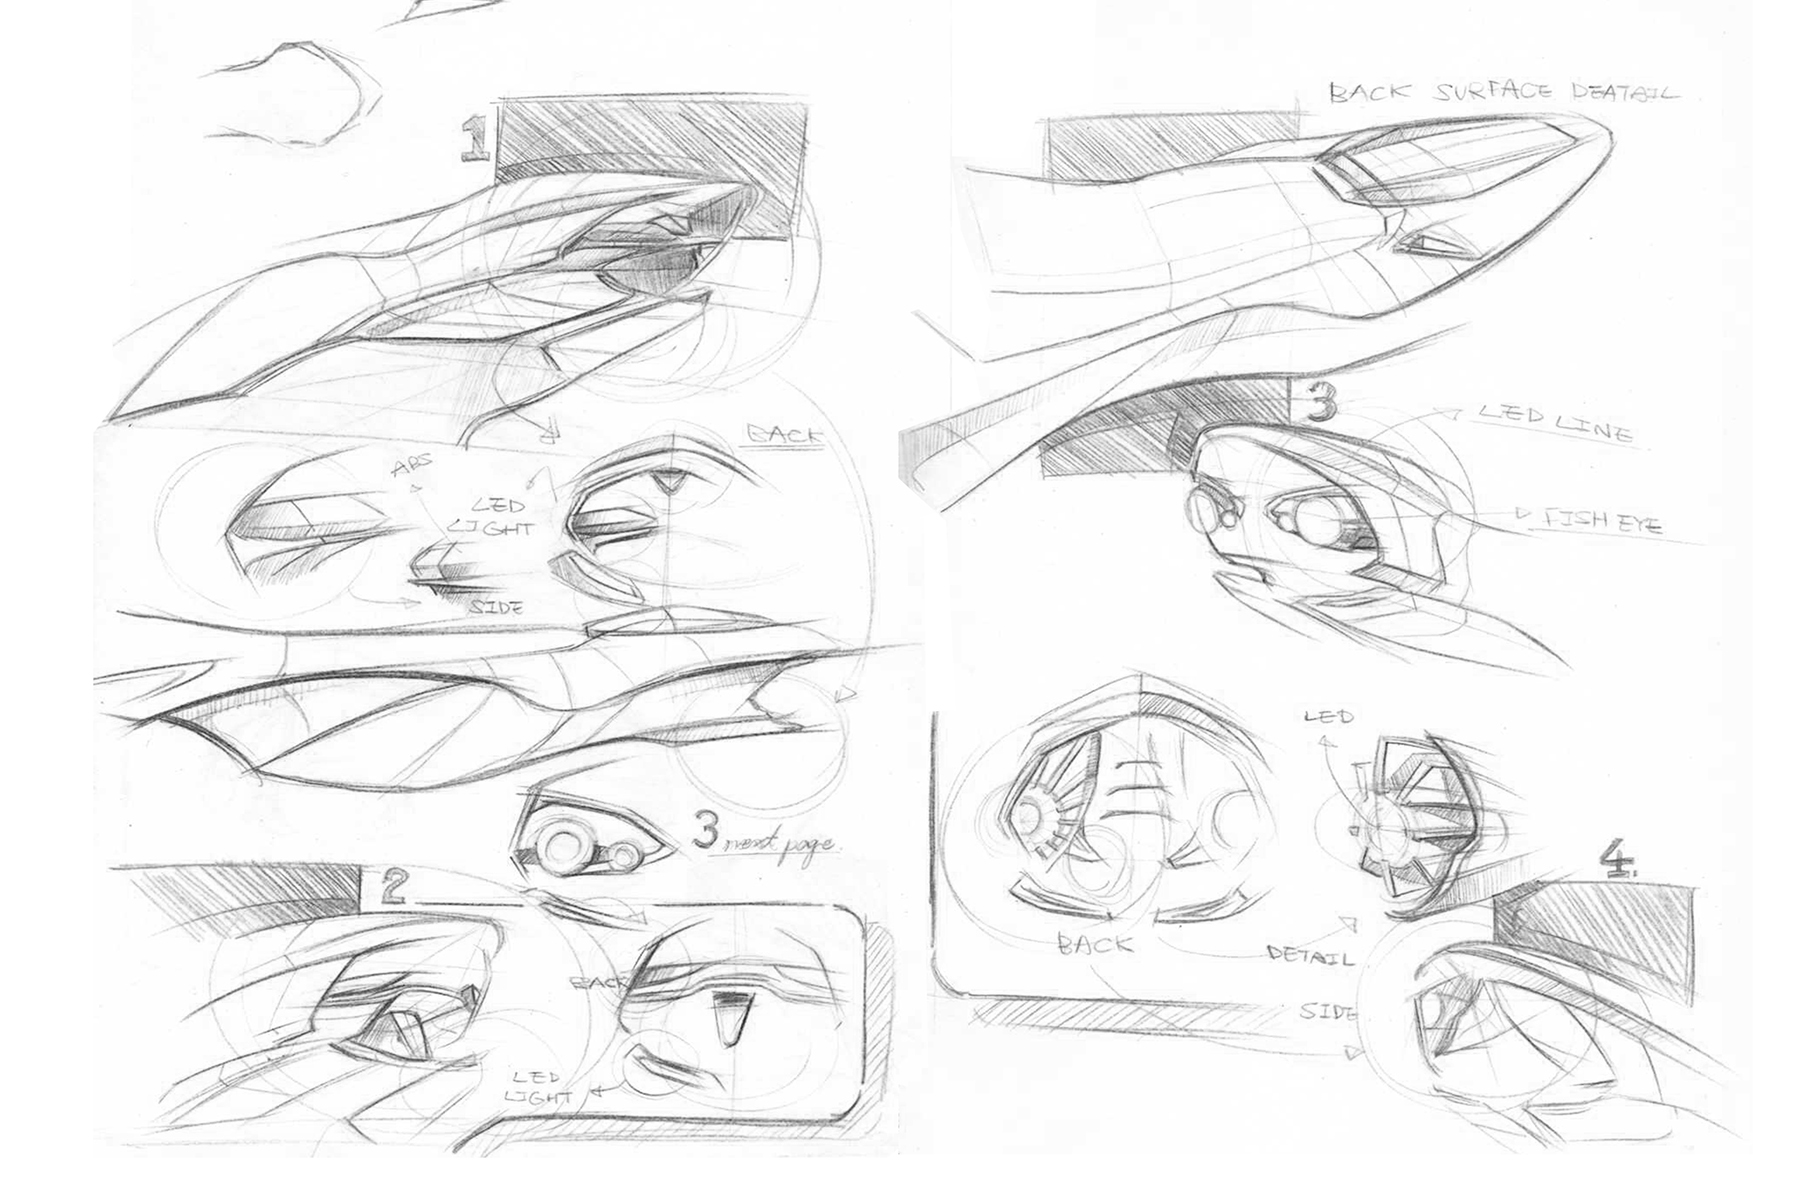 1
BACK
ABS
LED
LIGHT
SIDE
3 next page.
2
BACK
LED
LIGHT
BACK SURFACE DEATAIL
3
LED LINE
FISH EYE
LED
4.
BACK
DETAIL
SIDE